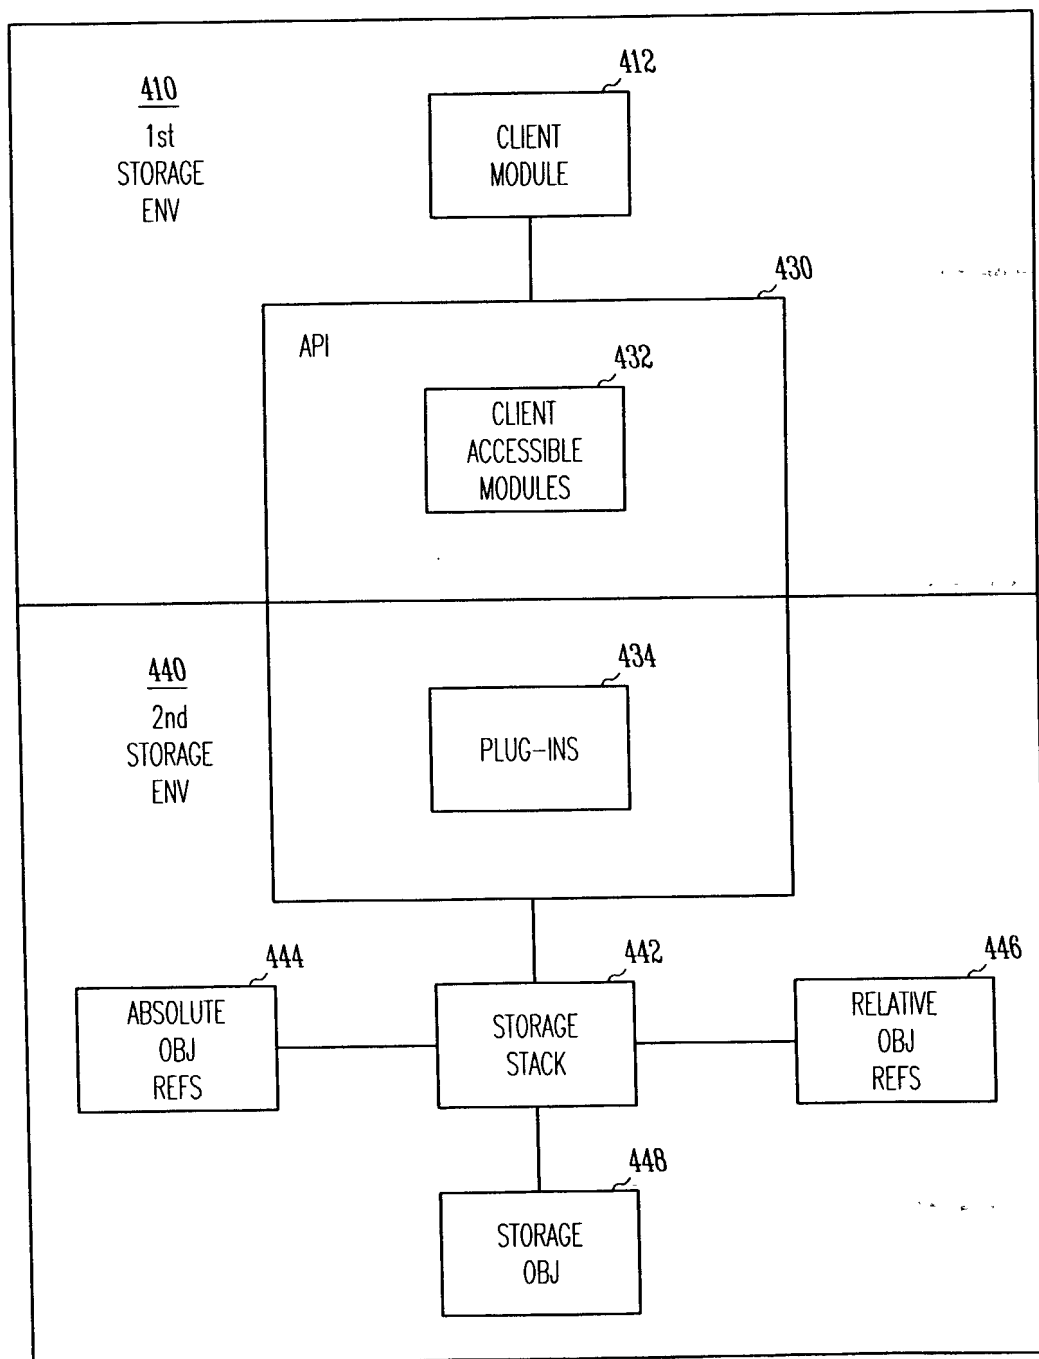 410
1st
STORAGE
ENV
412
CLIENT
MODULE
430
API
432
CLIENT
ACCESSIBLE
MODULES
440
2nd
STORAGE
ENV
434
PLUG-INS
444
ABSOLUTE
OBJ
REFS
442
STORAGE
STACK
446
RELATIVE
OBJ
REFS
448
STORAGE
OBJ